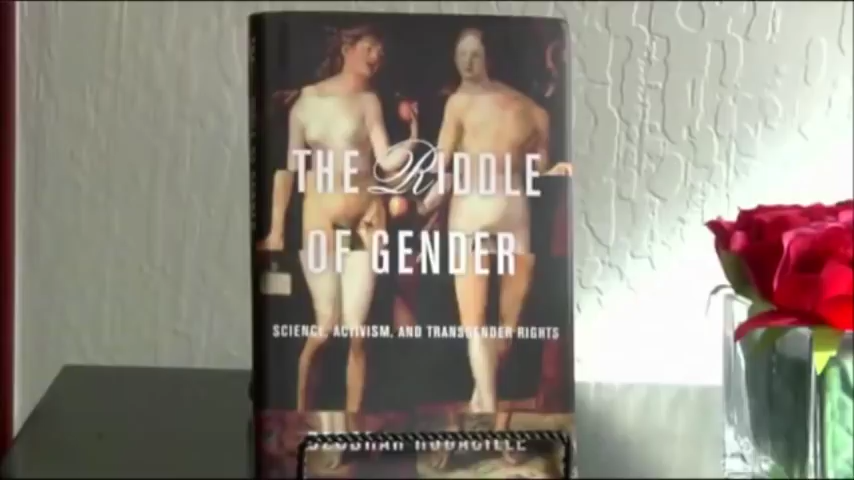 THE RIDDLE
OF GENDER
SCIENCE, ACTIVISM, AND TRANSGENDER RIGHTS